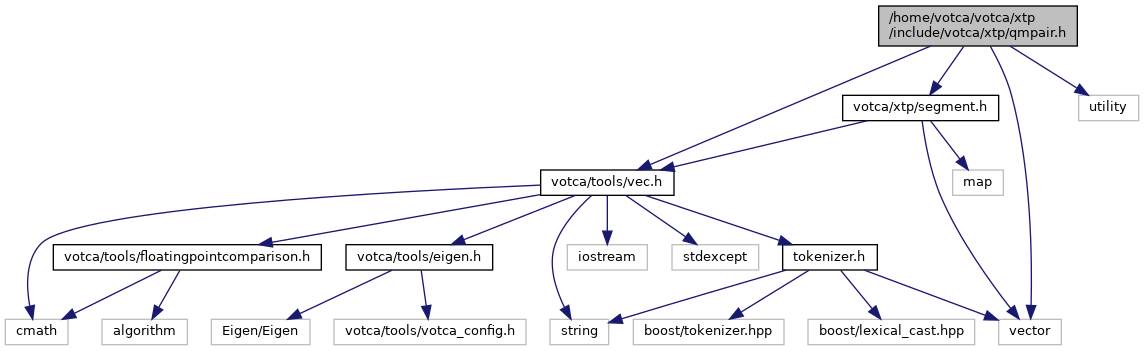 /home/votca/votca/xtp
/include/votca/xtp/qmpair.h
votca/xtp/segment.h
utility
votca/tools/vec.h
map
votca/tools/floatingpointcomparison.h
votca/tools/eigen.h
iostream
stdexcept
tokenizer.h
cmath
algorithm
Eigen/Eigen
votca/tools/votca_config.h
string
boost/tokenizer.hpp
boost/lexical_cast.hpp
vector